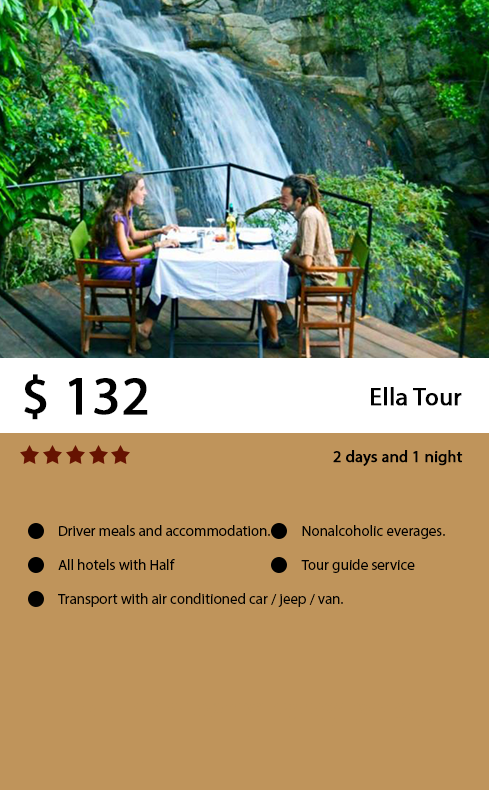 $ 132
Ella Tour
2 days and 1 night
Driver meals and accommodation.
Nonalcoholic everages.
All hotels with Half
Tour guide service
Transport with air conditioned car / jeep / van.